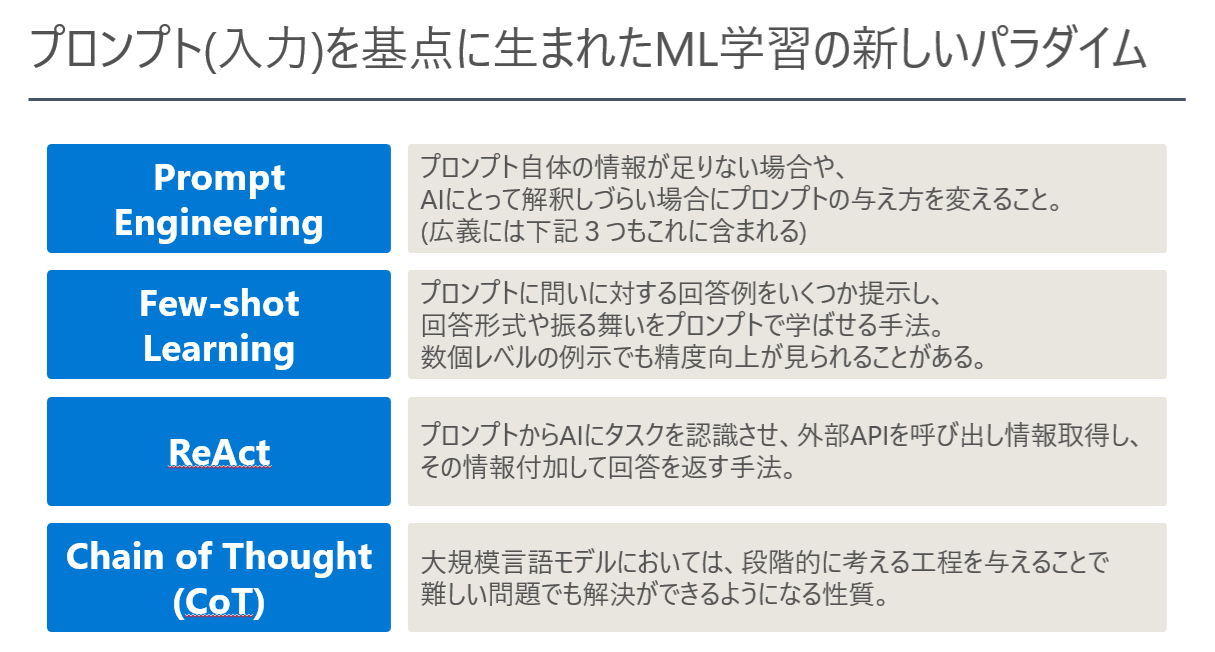 プロンプト(入力)を基点に生まれたML学習の新しいパラダイム
Prompt
Engineering
プロンプト自体の情報が足りない場合や、
AIにとって解釈しづらい場合にプロンプトの与え方を変えること。
(広義には下記３つもこれに含まれる)
Few-shot
Learning
プロンプトに問いに対する回答例をいくつか提示し、
回答形式や振る舞いをプロンプトで学ばせる手法。
数個レベルの例示でも精度向上が見られることがある。
ReAct
プロンプトからAIにタスクを認識させ、外部APIを呼び出し情報取得し、
その情報付加して回答を返す手法。
Chain of Thought
(CoT)
大規模言語モデルにおいては、段階的に考える工程を与えることで
難しい問題でも解決ができるようになる性質。